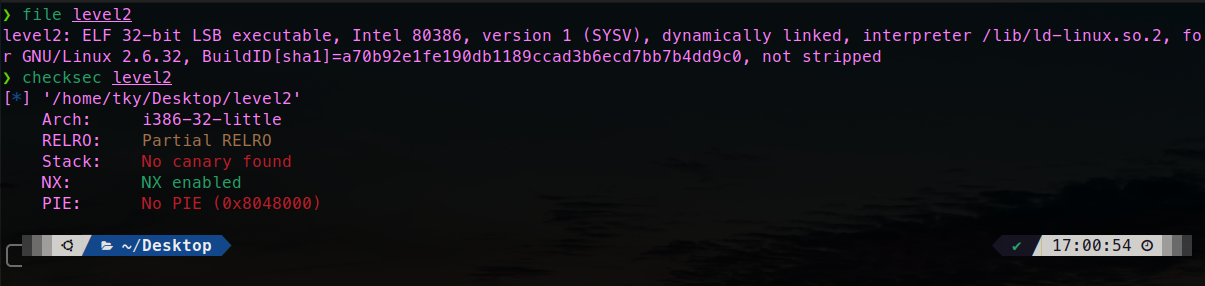 ❯ file level2
level2: ELF 32-bit LSB executable, Intel 80386, version 1 (SYSV), dynamically linked, interpreter /lib/ld-linux.so.2, fo
r GNU/Linux 2.6.32, BuildID[sha1]=a70b92e1fe190db1189ccad3b6ecd7bb7b4dd9c0, not stripped
❯ checksec level2
[*] '/home/tky/Desktop/level2'
    Arch:     i386-32-little
    RELRO:    Partial RELRO
    Stack:    No canary found
    NX:       NX enabled
    PIE:      No PIE (0x8048000)
~/Desktop ✔ 17:00:54